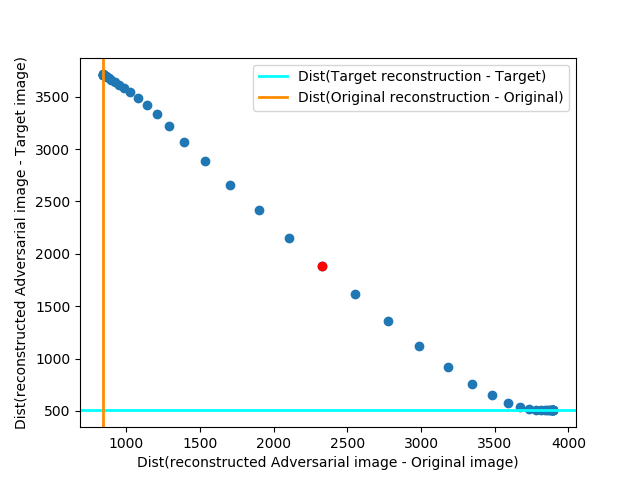 Dist(Target reconstruction - Target)
Dist(Original reconstruction - Original)
Dist(reconstructed Adversarial image - Target image)
3500
3000
2500
2000
1500
1000
500
1000 1500 2000 2500 3000 3500 4000
Dist(reconstructed Adversarial image - Original image)